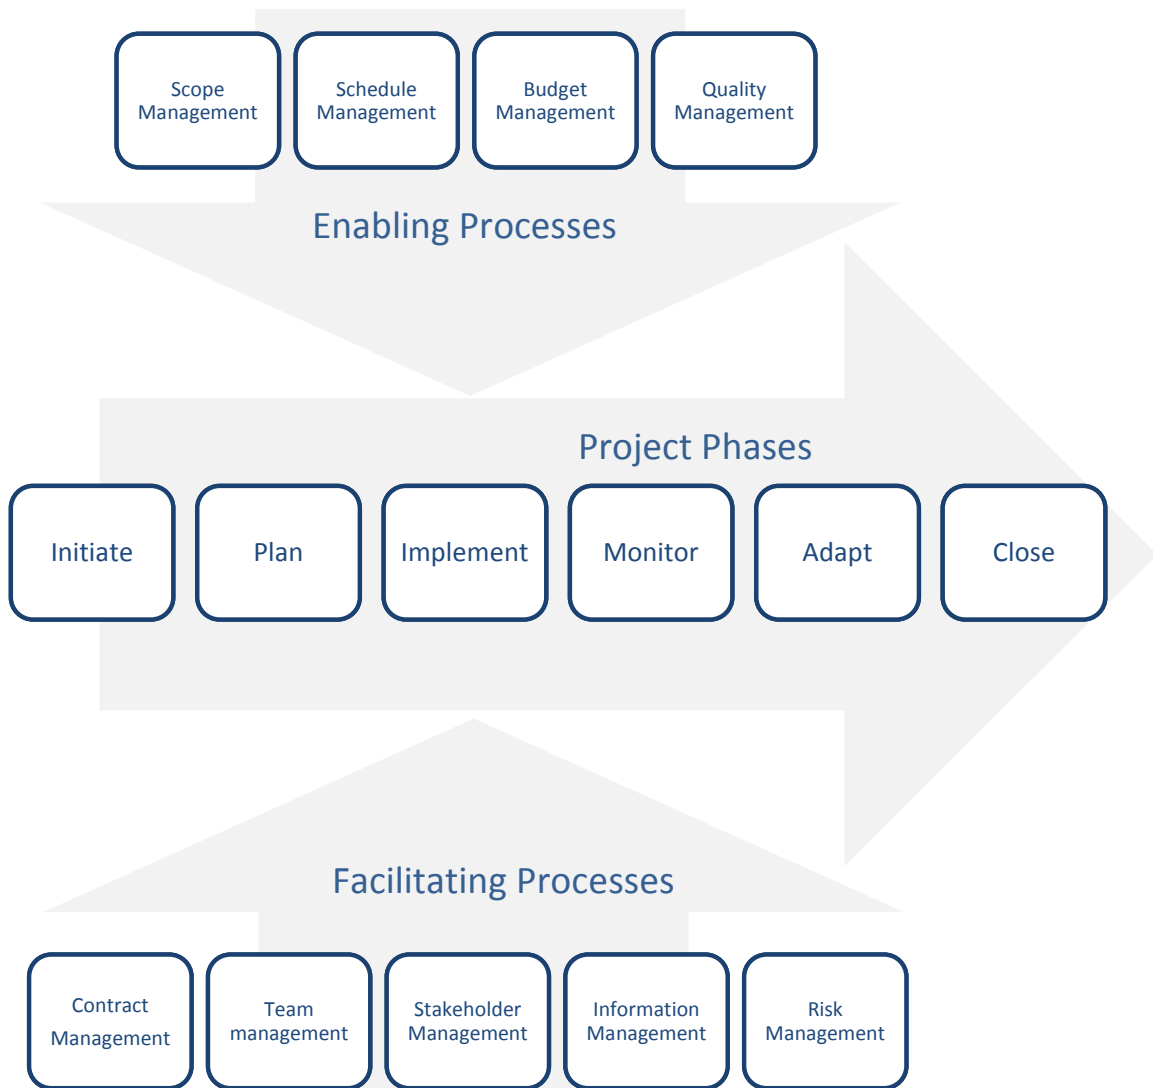 Scope
Management
Schedule
Management
Budget
Management
Quality
Management
Enabling Processes
Project Phases
Initiate
Plan
Implement
Monitor
Adapt
Close
Facilitating Processes
Contract
Management
Team
management
Stakeholder
Management
Information
Management
Risk
Management